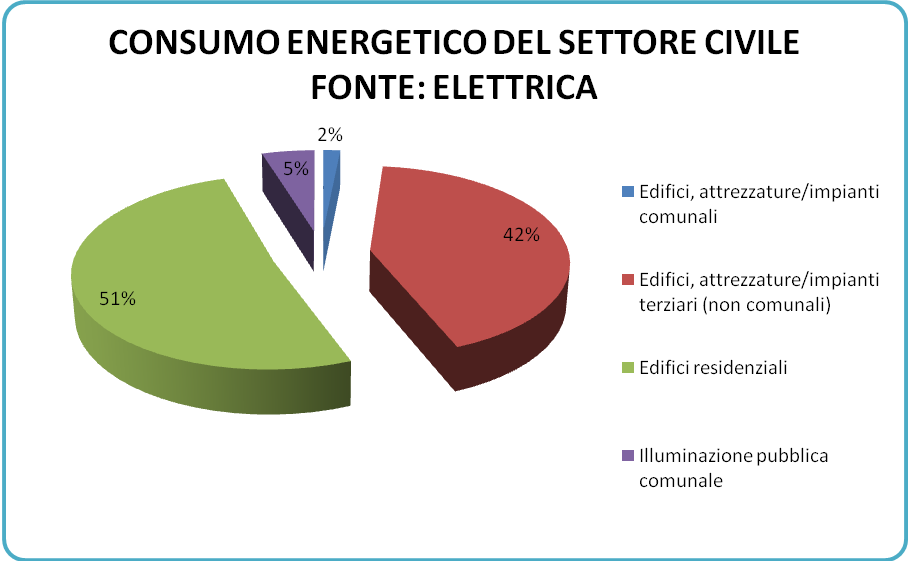 CONSUMO ENERGETICO DEL SETTORE CIVILE
FONTE: ELETTRICA
2%
5%
42%
51%
Edifici, attrezzature/impianti
comunali
Edifici, attrezzature/impianti
terziari (non comunali)
Edifici residenziali
Illuminazione pubblica
comunale